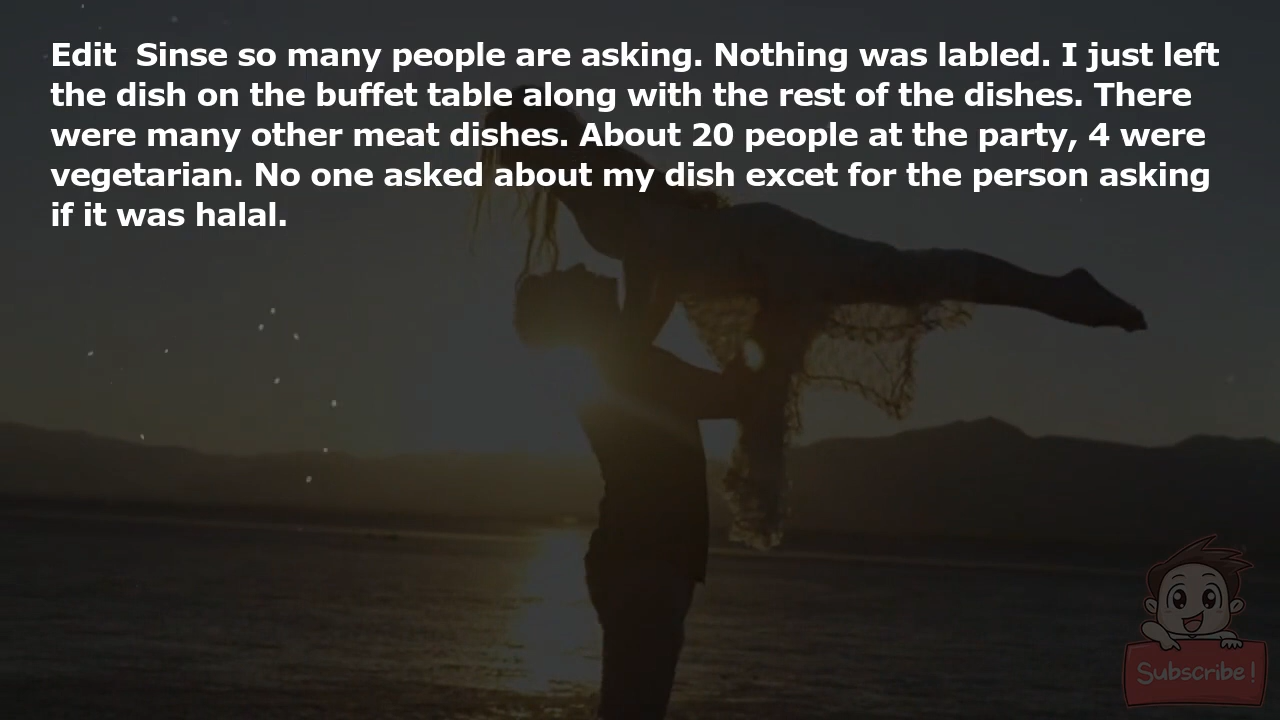 Edit  Sinse so many people are asking. Nothing was labled. I just left
the dish on the buffet table along with the rest of the dishes. There
were many other meat dishes. About 20 people at the party, 4 were
vegetarian. No one asked about my dish excet for the person asking
if it was halal.
Subscribe!